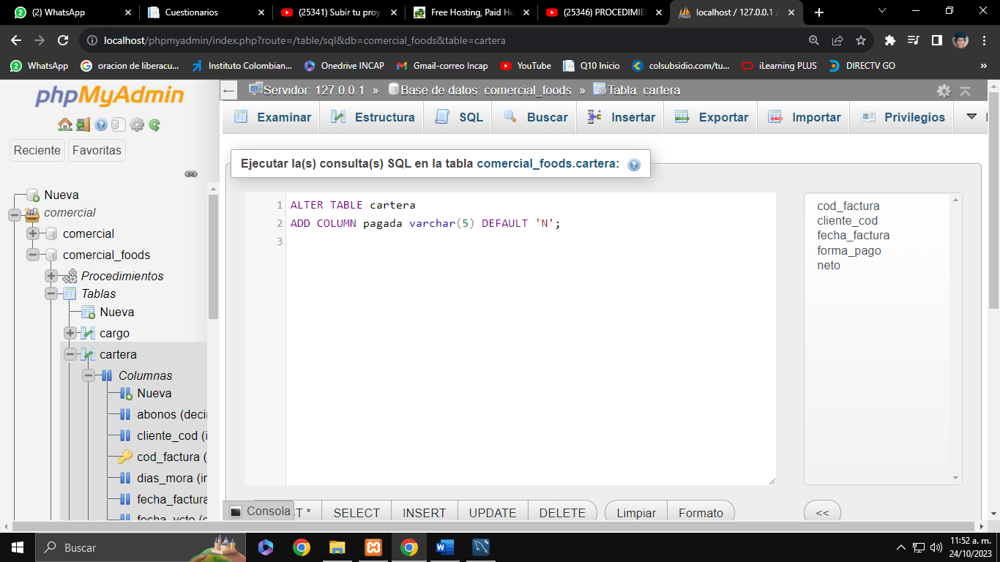 (2) WhatsApp
Cuestionarios
(25341) Subir tu proy
Free Hosting, Paid Ho
(25346) PROCEDIMIE
localhost / 127.0.0.1 /
localhost/phpmyadmin/index.php?route=/table/sql&db=comercial_foods&table=cartera
WhatsApp
oracion de liberacu...
Instituto Colombian...
Onedrive INCAP
Gmail-correo Incap
YouTube
Q10 Inicio
colsubsidio.com/tu...
iLearning PLUS
DIRECTV GO
»
phpMyAdmin
Reciente
Favoritas
Nueva
comercial
comercial
comercial_foods
Procedimientos
Tablas
Nueva
cargo
cartera
Columnas
Nueva
abonos (deci
cliente_cod (i
cod_factura (
dias_mora (in
fecha_factura
Servidor: 127.0.0.1 » Base de datos: comercial_foods » Tabla: cartera
Examinar
Estructura
SQL
Buscar
Insertar
Exportar
Importar
Privilegios
Ejecutar la(s) consulta(s) SQL en la tabla comercial_foods.cartera:
1 ALTER TABLE cartera
2 ADD COLUMN pagada varchar(5) DEFAULT 'N';
3
cod_factura
cliente_cod
fecha_factura
forma_pago
neto
Consola
T *
SELECT
INSERT
UPDATE
DELETE
Limpiar
Formato
<<
Buscar
11:52 a. m.
24/10/2023